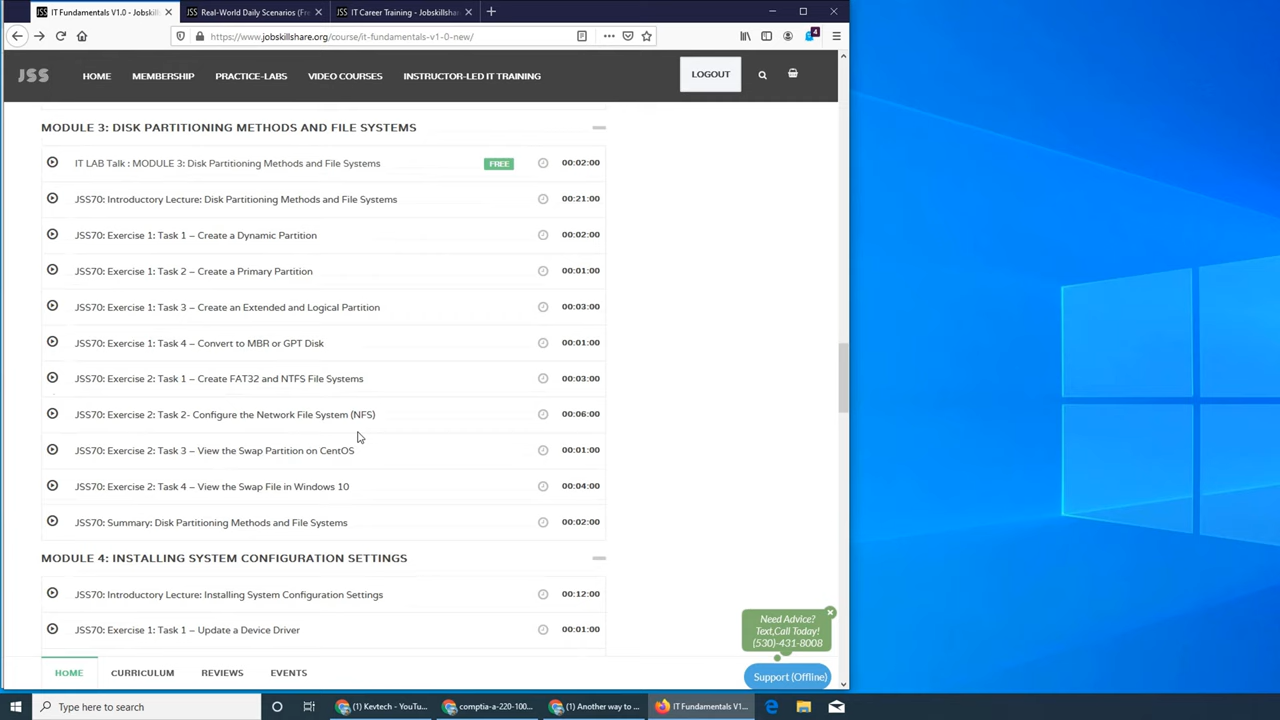 IT Fundamentals V1.0 - Jobskills
Real-World Daily Scenarios (Fre
IT Career Training - Jobskillshare
https://www.jobskillshare.org/course/it-fundamentals-v1-0-new/
4
JSS
HOME
MEMBERSHIP
PRACTICE-LABS
VIDEO COURSES
INSTRUCTOR-LED IT TRAINING
LOGOUT
MODULE 3: DISK PARTITIONING METHODS AND FILE SYSTEMS
IT LAB Talk : MODULE 3: Disk Partitioning Methods and File Systems FREE 00:02:00
JSS70: Introductory Lecture: Disk Partitioning Methods and File Systems 00:21:00
JSS70: Exercise 1: Task 1 – Create a Dynamic Partition 00:02:00
JSS70: Exercise 1: Task 2 – Create a Primary Partition 00:01:00
JSS70: Exercise 1: Task 3 – Create an Extended and Logical Partition 00:03:00
JSS70: Exercise 1: Task 4 – Convert to MBR or GPT Disk 00:01:00
JSS70: Exercise 2: Task 1 – Create FAT32 and NTFS File Systems 00:03:00
JSS70: Exercise 2: Task 2- Configure the Network File System (NFS) 00:06:00
JSS70: Exercise 2: Task 3 – View the Swap Partition on CentOS 00:01:00
JSS70: Exercise 2: Task 4 – View the Swap File in Windows 10 00:04:00
JSS70: Summary: Disk Partitioning Methods and File Systems 00:02:00
MODULE 4: INSTALLING SYSTEM CONFIGURATION SETTINGS
JSS70: Introductory Lecture: Installing System Configuration Settings 00:12:00
JSS70: Exercise 1: Task 1 – Update a Device Driver 00:01:00
Need Advice?
Text,Call Today!
(530)-431-8008
Support (Offline)
HOME
CURRICULUM
REVIEWS
EVENTS
Type here to search
(1) Kevtech - YouTu...
comptia-a-220-100...
(1) Another way to ...
IT Fundamentals V1...